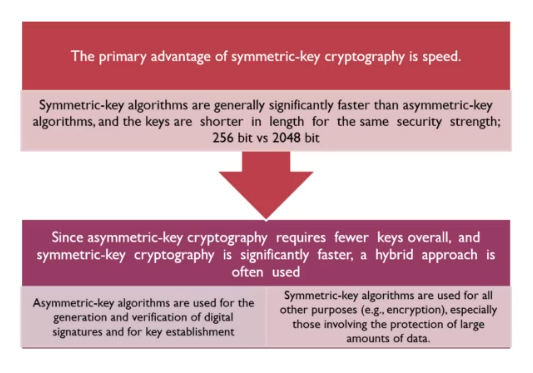 The primary advantage of symmetric-key cryptography is speed.
Symmetric-key algorithms are generally significantly faster than asymmetric-key
algorithms, and the keys are shorter in length for the same security strength;
256 bit vs 2048 bit
Since asymmetric-key cryptography requires fewer keys overall, and
symmetric-key cryptography is significantly faster, a hybrid approach is
often used
Asymmetric-key algorithms are used for the
generation and verification of digital
signatures and for key establishment
Symmetric-key algorithms are used for all
other purposes (e.g., encryption), especially
those involving the protection of large
amounts of data.